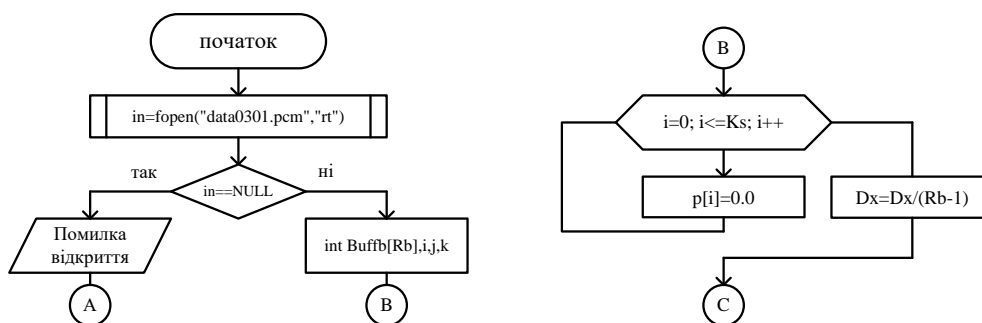 початок
in=fopen("data0301.pcm","rt")
так
ні
in==NULL
Помилка
відкриття
int Buffb[Rb],i,j,k
A
B
B
i=0; i<=Ks; i++
p[i]=0.0
Dx=Dx/(Rb-1)
C